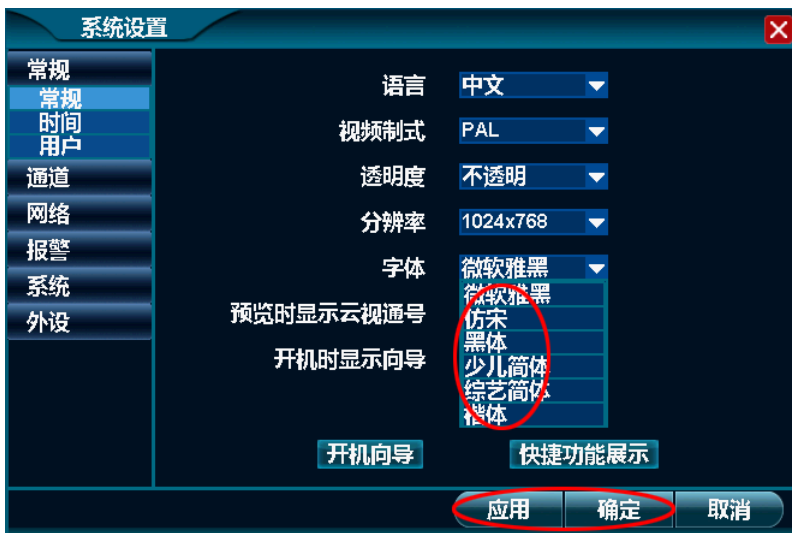 系统设置
常规
常规
时间
用户
通道
网络
报警
系统
外设
语言 中文
视频制式 PAL
透明度 不透明
分辨率 1024x768
字体 微软雅黑
微软雅黑
仿宋
黑体
少儿简体
综艺简体
楷体
预览时显示云视通号
开机时显示向导
开机向导 快捷功能展示
应用 确定 取消